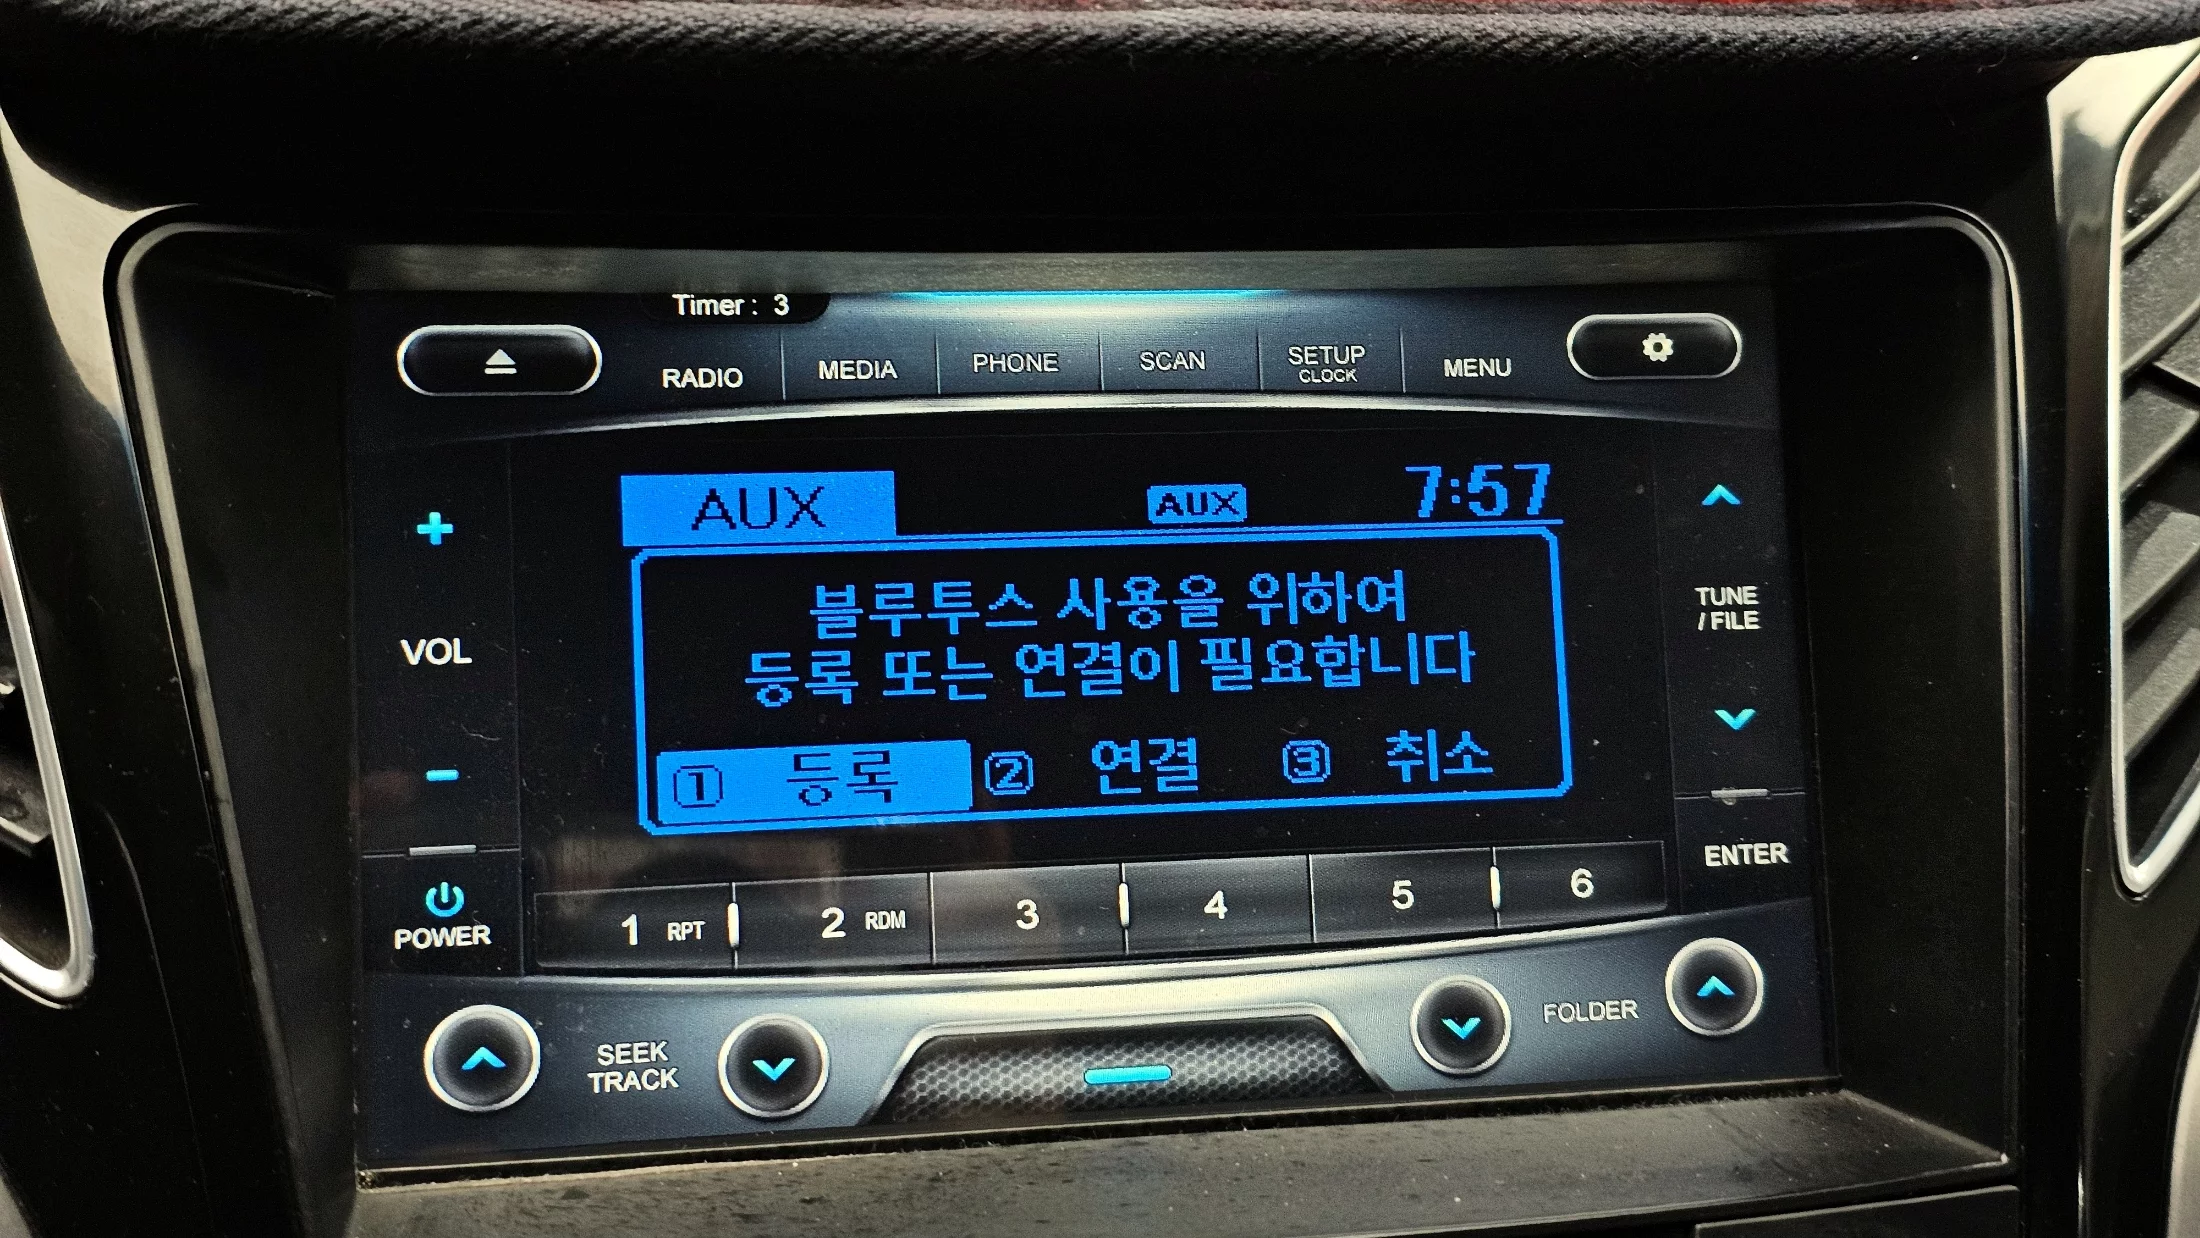 Timer : 3
RADIO MEDIA PHONE SCAN SETUP CLOCK MENU
AUX AUX 7:57
블루투스 사용을 위하여
등록 또는 연결이 필요합니다
① 등록 ② 연결 ③ 취소
VOL
TUNE
/ FILE
ENTER
POWER
1 RPT 2 RDM 3 4 5 6
SEEK
TRACK
FOLDER